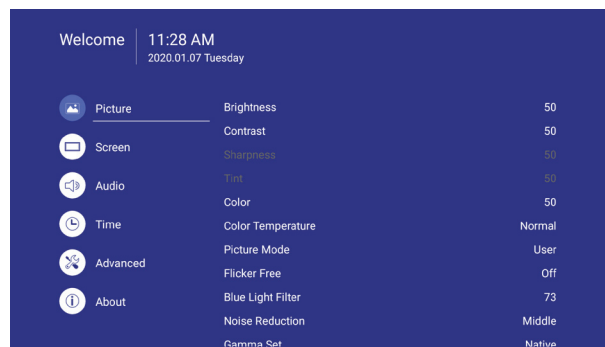 Welcome
11:28 AM
2020.01.07 Tuesday
Picture
Screen
Audio
Time
Advanced
About
Brightness 50
Contrast 50
Sharpness 50
Tint 50
Color 50
Color Temperature Normal
Picture Mode User
Flicker Free Off
Blue Light Filter 73
Noise Reduction Middle
Gamma Set Native